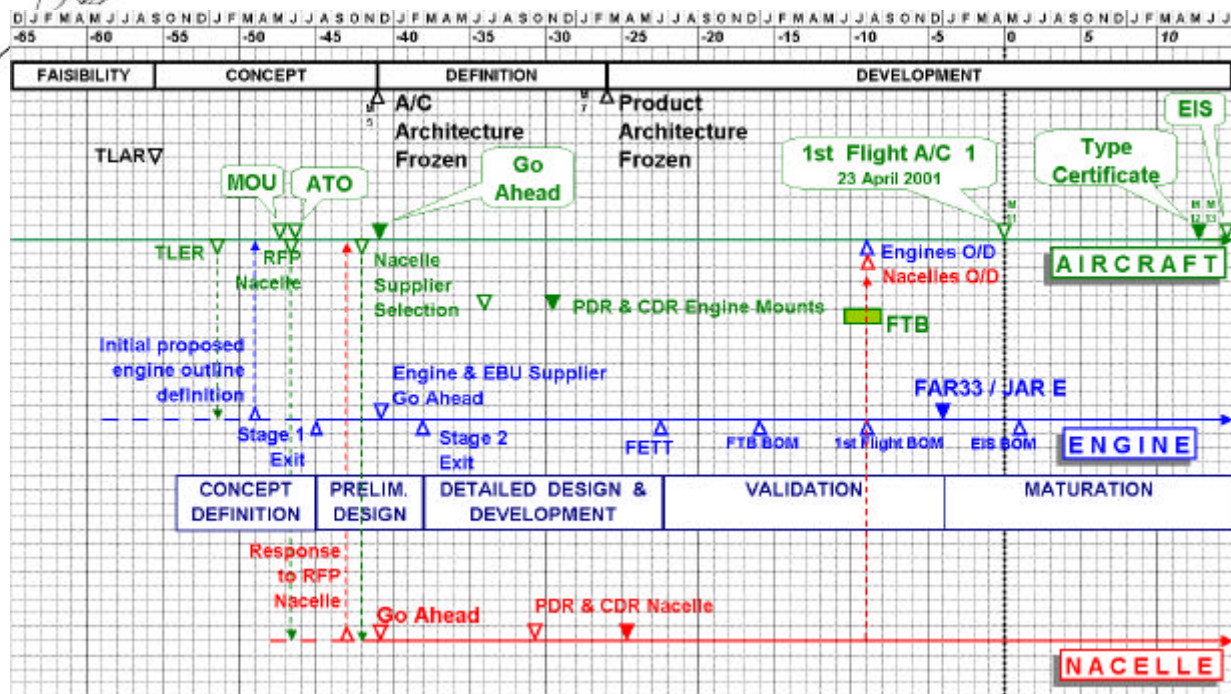 D J F M A M J J A S O N D J F M A M J J A S O N D J F M A M J J A S O N D J F M A M J J A S O N D J F M A M J J A S O N D J F M A M J J A S O N D J F M A M J J
-65 -60 -55 -50 -45 -40 -35 -30 -25 -20 -15 -10 -5 0 5 10
FAISIBILITY CONCEPT DEFINITION DEVELOPMENT
M 5
A/C
Architecture
Frozen
M 7
Product
Architecture
Frozen
TLAR
MOU
ATO
Go
Ahead
1st Flight A/C 1
23 April 2001
M 11
Type
Certificate
EIS
M 12
M 13
TLER
RFP
Nacelle
Nacelle
Supplier
Selection
PDR & CDR Engine Mounts
Engines O/D
Nacelles O/D
FTB
AIRCRAFT
Initial proposed
engine outline
definition
Engine & EBU Supplier
Go Ahead
FAR33 / JAR E
Stage 1
Exit
Stage 2
Exit
FETT
FTB BOM
1st Flight BOM
EIS BOM
ENGINE
CONCEPT
DEFINITION
PRELIM.
DESIGN
DETAILED DESIGN &
DEVELOPMENT
VALIDATION
MATURATION
Response
to RFP
Nacelle
Go Ahead
PDR & CDR Nacelle
NACELLE